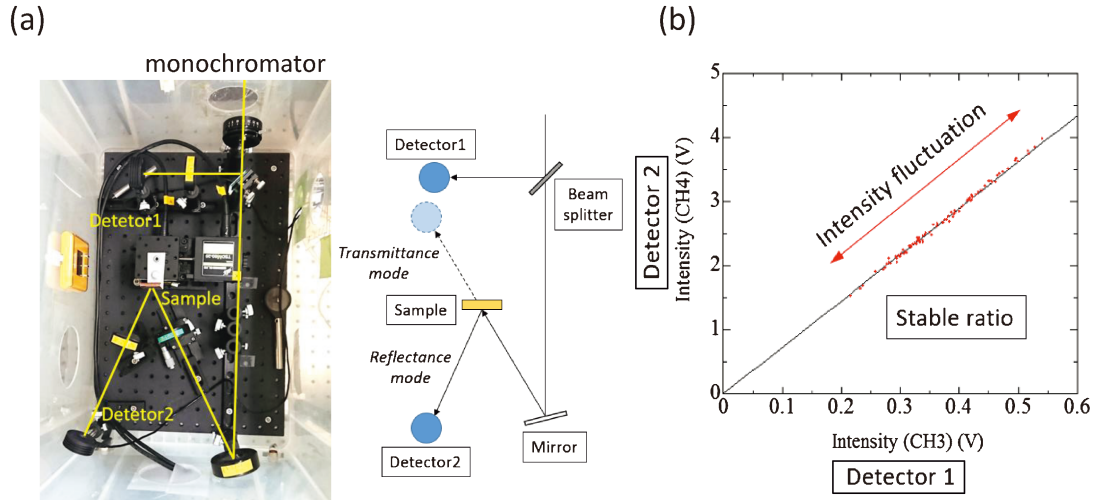 (a)
monochromator
Detetor1
Sample
Detetor2
Detector1
Beam
splitter
Transmittance
mode
Sample
Reflectance
mode
Detector2
Mirror
(b)
Detector 2
Intensity (CH4) (V)
5
4
3
2
1
0
Intensity fluctuation
Stable ratio
0
0.1
0.2
0.3
0.4
0.5
0.6
Intensity (CH3) (V)
Detector 1